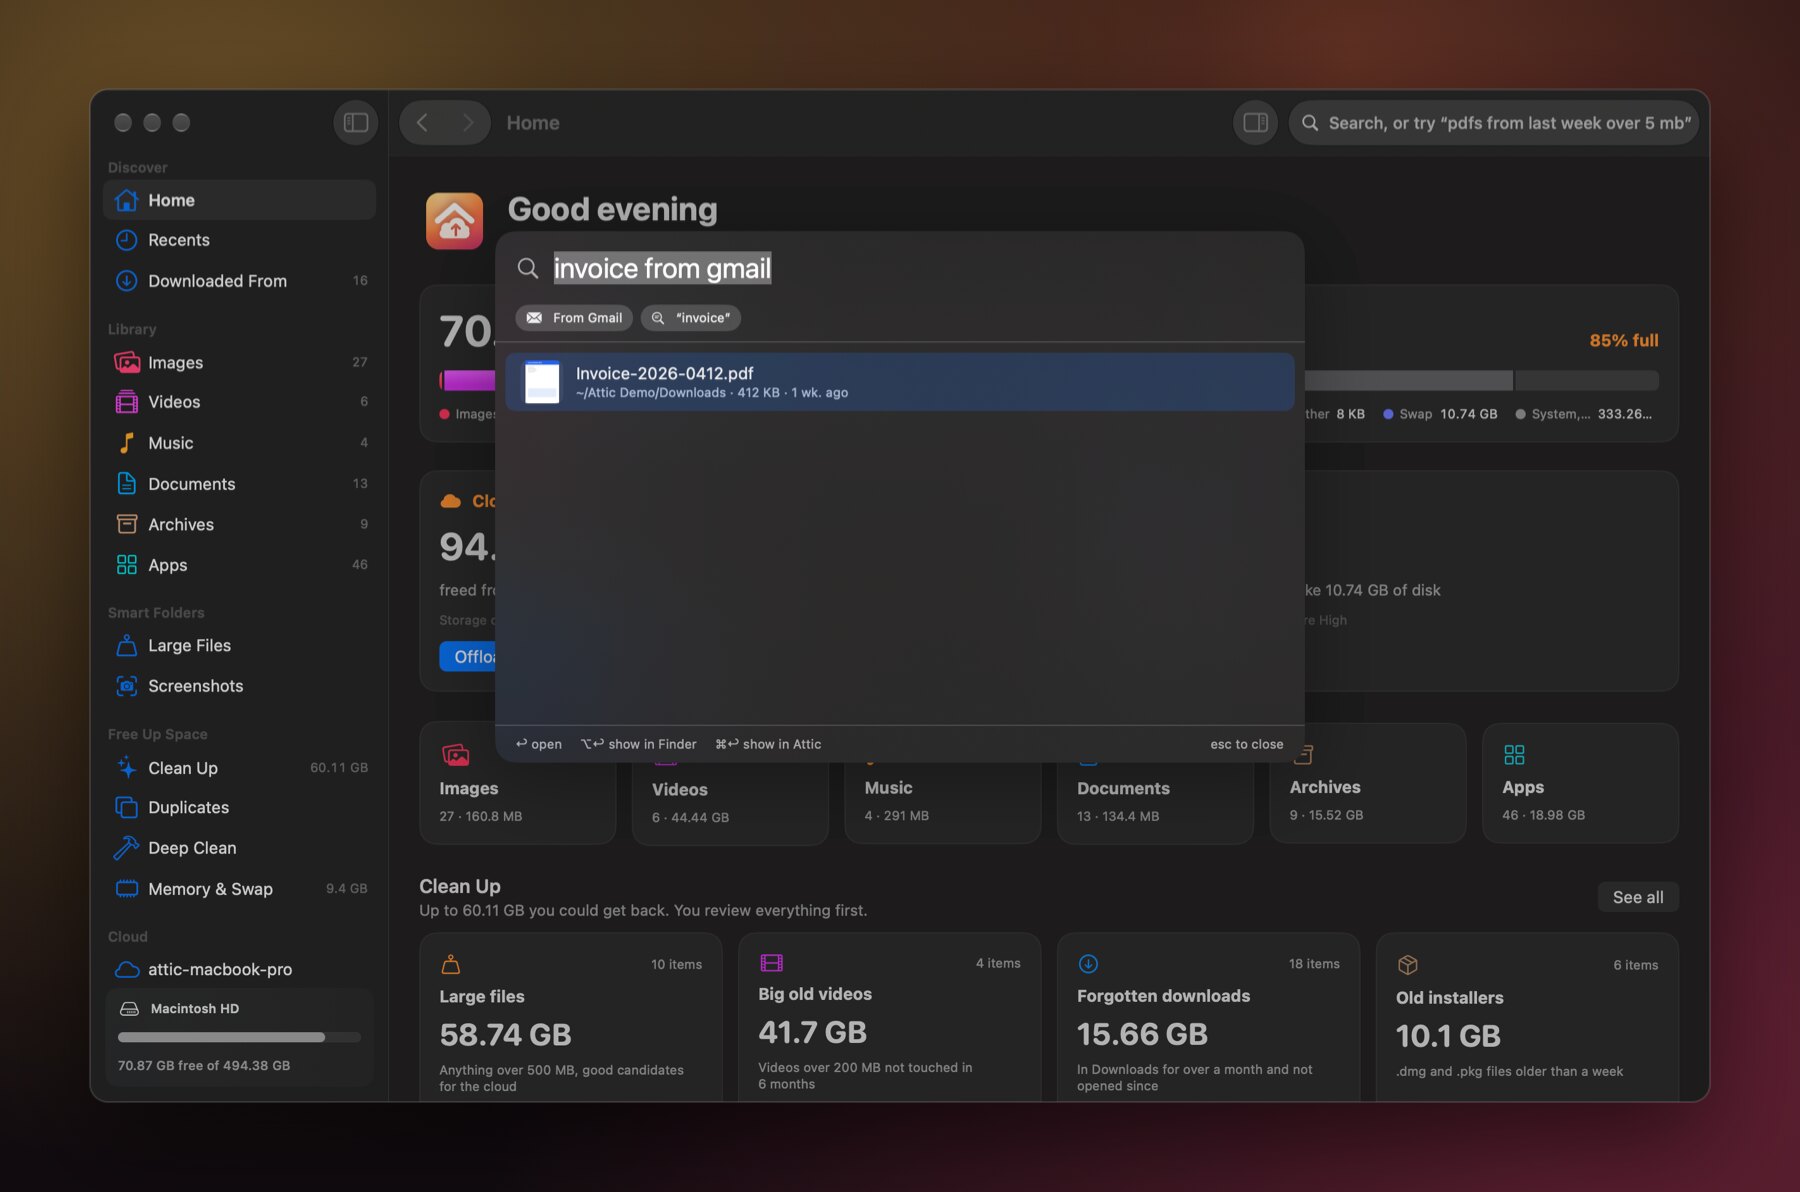 Discover
Home
Recents
Downloaded From 16
Library
Images 27
Videos 6
Music 4
Documents 13
Archives 9
Apps 46
Smart Folders
Large Files
Screenshots
Free Up Space
Clean Up 60.11 GB
Duplicates
Deep Clean
Memory & Swap 9.4 GB
Cloud
attic-macbook-pro
Macintosh HD
70.87 GB free of 494.38 GB
Home
Search, or try “pdfs from last week over 5 mb”
Good evening
invoice from gmail
From Gmail “invoice”
Invoice-2026-0412.pdf
~/Attic Demo/Downloads · 412 KB · 1 wk. ago
↩ open ⌥↩ show in Finder ⌘↩ show in Attic esc to close
70.
85% full
Images
8 KB Swap 10.74 GB System,... 333.26...
94.
freed
10.74 GB of disk
Storage
High
Images
27 · 160.8 MB
Videos
6 · 44.44 GB
Music
4 · 291 MB
Documents
13 · 134.4 MB
Archives
9 · 15.52 GB
Apps
46 · 18.98 GB
Clean Up
Up to 60.11 GB you could get back. You review everything first.
See all
10 items
Large files
58.74 GB
Anything over 500 MB, good candidates
for the cloud
4 items
Big old videos
41.7 GB
Videos over 200 MB not touched in
6 months
18 items
Forgotten downloads
15.66 GB
In Downloads for over a month and not
opened since
6 items
Old installers
10.1 GB
.dmg and .pkg files older than a week